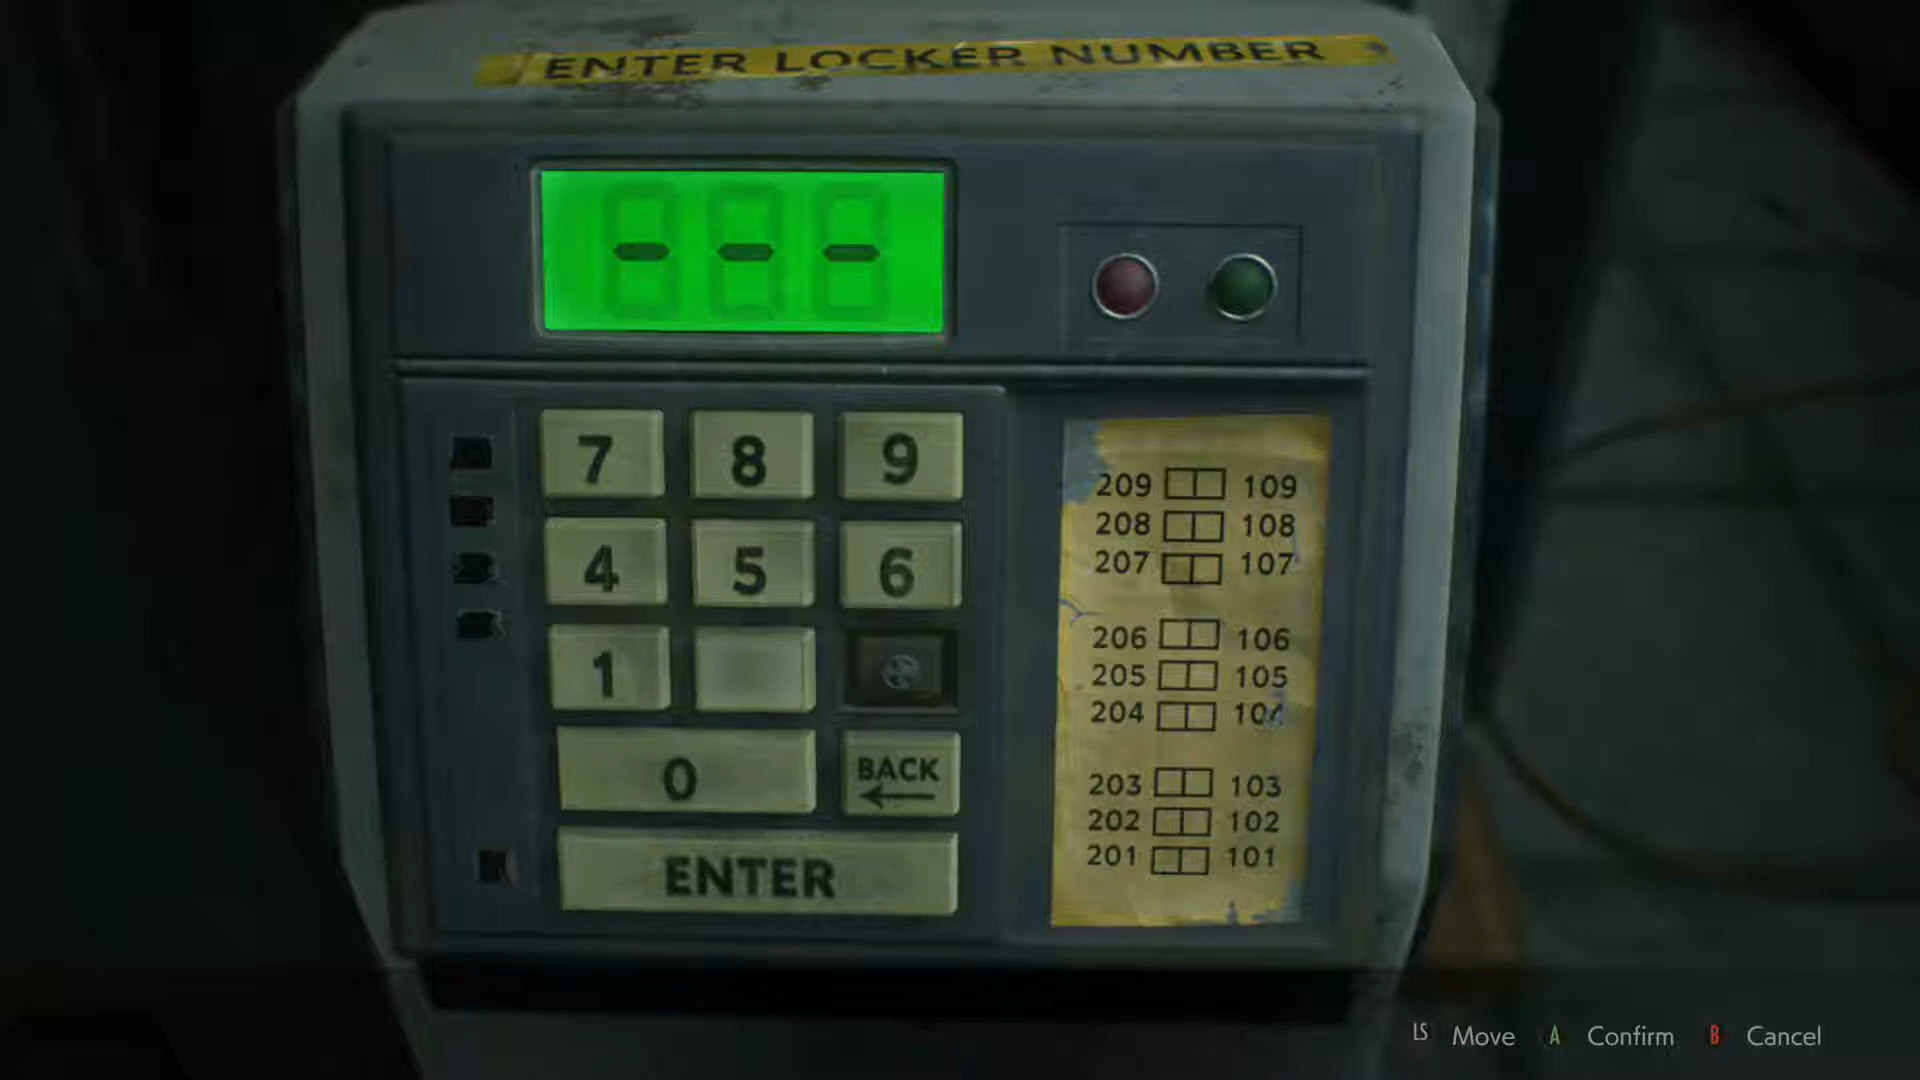 ENTER LOCKER NUMBER
---
7 8 9
4 5 6
1
0 BACK
ENTER
209 109
208 108
207 107
206 106
205 105
204 104
203 103
202 102
201 101
LS Move A Confirm B Cancel